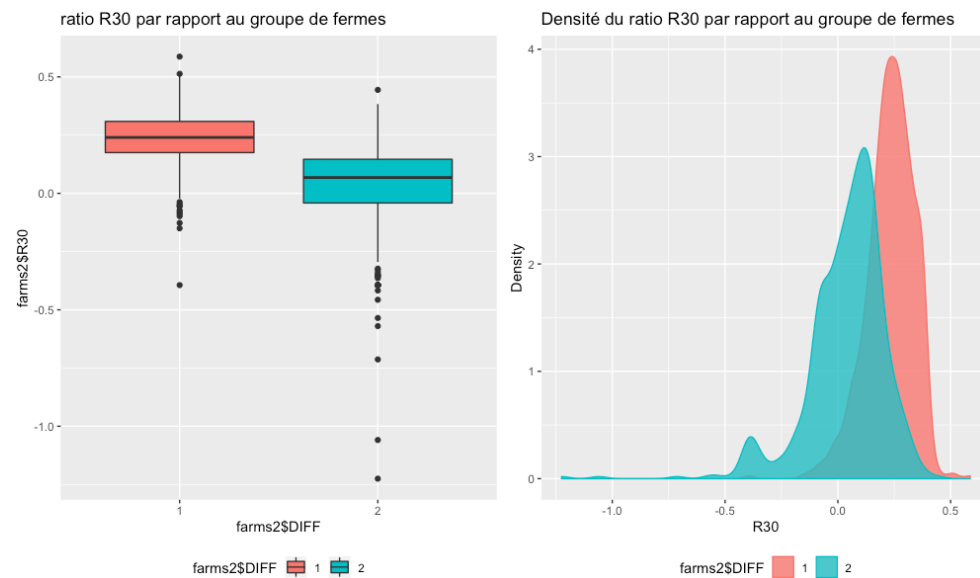 ratio R30 par rapport au groupe de fermes
farms2$R30
0.5
0.0
-0.5
-1.0
1
2
farms2$DIFF
farms2$DIFF 1 2
Densité du ratio R30 par rapport au groupe de fermes
Density
4
3
2
1
0
-1.0
-0.5
0.0
0.5
R30
farms2$DIFF 1 2